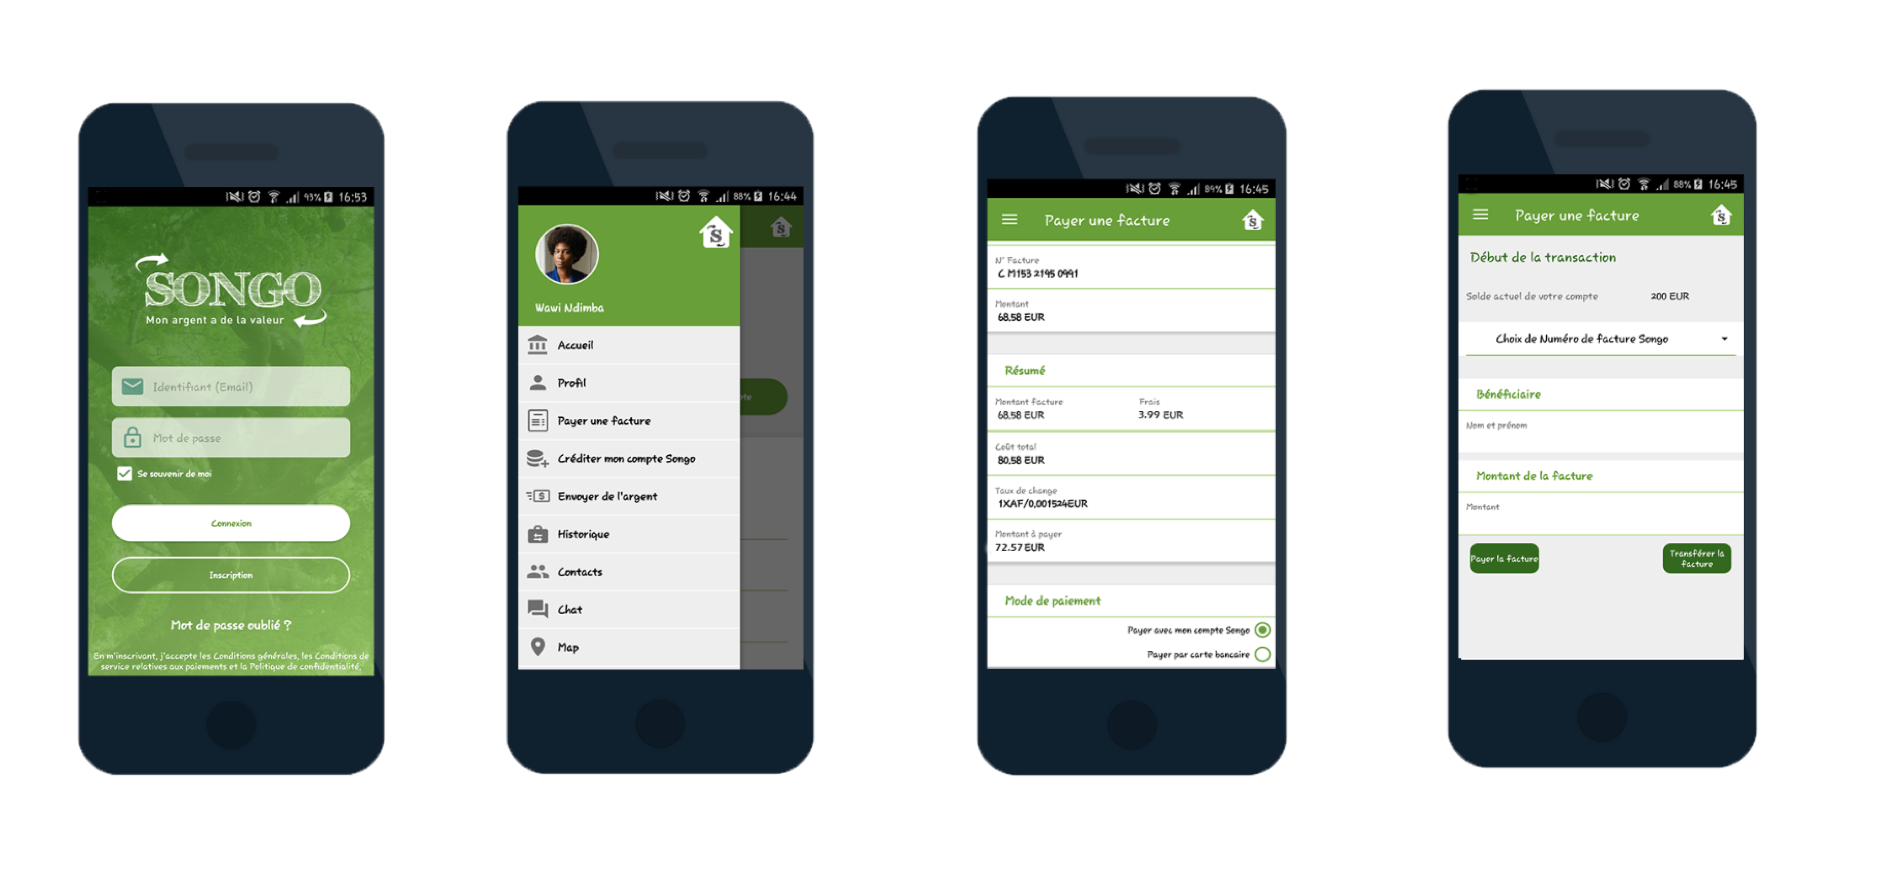 93% 16:53
SONGO
Mon argent a de la valeur
Identifiant (Email)
Mot de passe
Se souvenir de moi
Connexion
Inscription
Mot de passe oublié ?
En m'inscrivant, j'accepte les Conditions générales, les Conditions de
service relatives aux paiements et la Politique de confidentialité.
88% 16:44
S
S
Wawi Ndimba
Accueil
Profil
Payer une facture
Créditer mon compte Songo
Envoyer de l'argent
Historique
Contacts
Chat
Map
89% 16:45
Payer une facture
S
N° Facture
C M153 2195 0991
Montant
68,58 EUR
Résumé
Montant facture Frais
68,58 EUR 3.99 EUR
Coût total
80,58 EUR
Taux de change
1XAF/0,001524EUR
Montant à payer
72.57 EUR
Mode de paiement
Payer avec mon compte Songo
Payer par carte bancaire
88% 16:45
Payer une facture
S
Début de la transaction
Solde actuel de votre compte 200 EUR
Choix de Numéro de facture Songo
Bénéficiaire
Nom et prénom
Montant de la facture
Montant
Payer la facture
Transférer la
facture